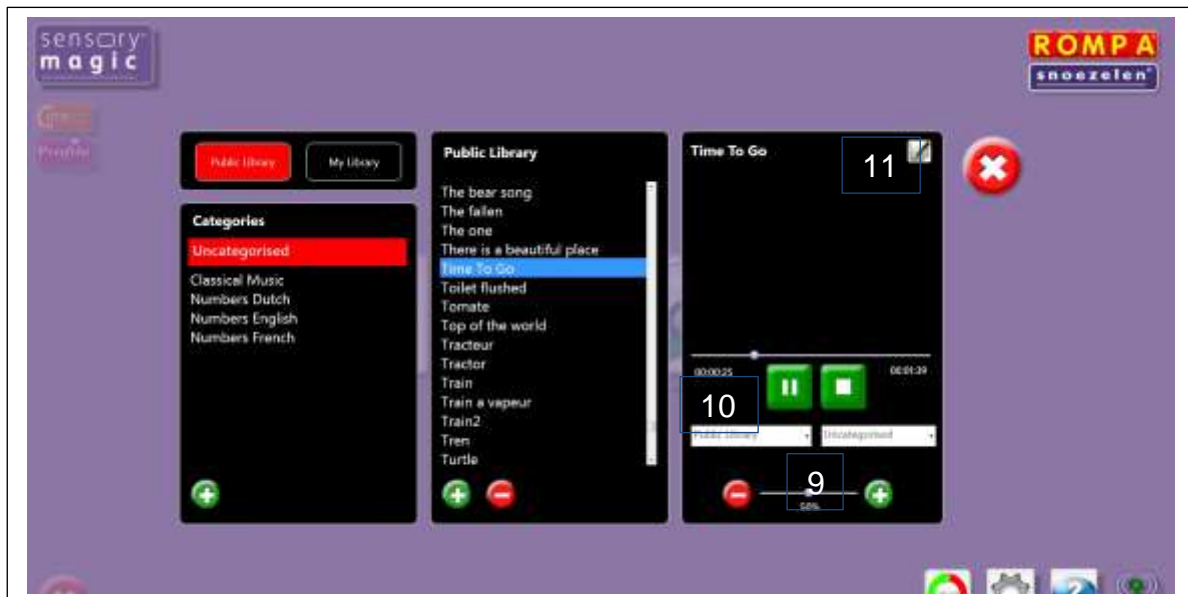 sensory
magic
ROMPA
snoezelen
Profile
Public Library
My Library
Categories
Uncategorised
Classical Music
Numbers Dutch
Numbers English
Numbers French
Public Library
The bear song
The fallen
The one
There is a beautiful place
Time To Go
Toilet flushed
Tomate
Top of the world
Tracteur
Tractor
Train
Train a vapeur
Train2
Tren
Turtle
Time To Go
11
00:00:25
00:01:39
10
Public Library
Uncategorised
9
50%